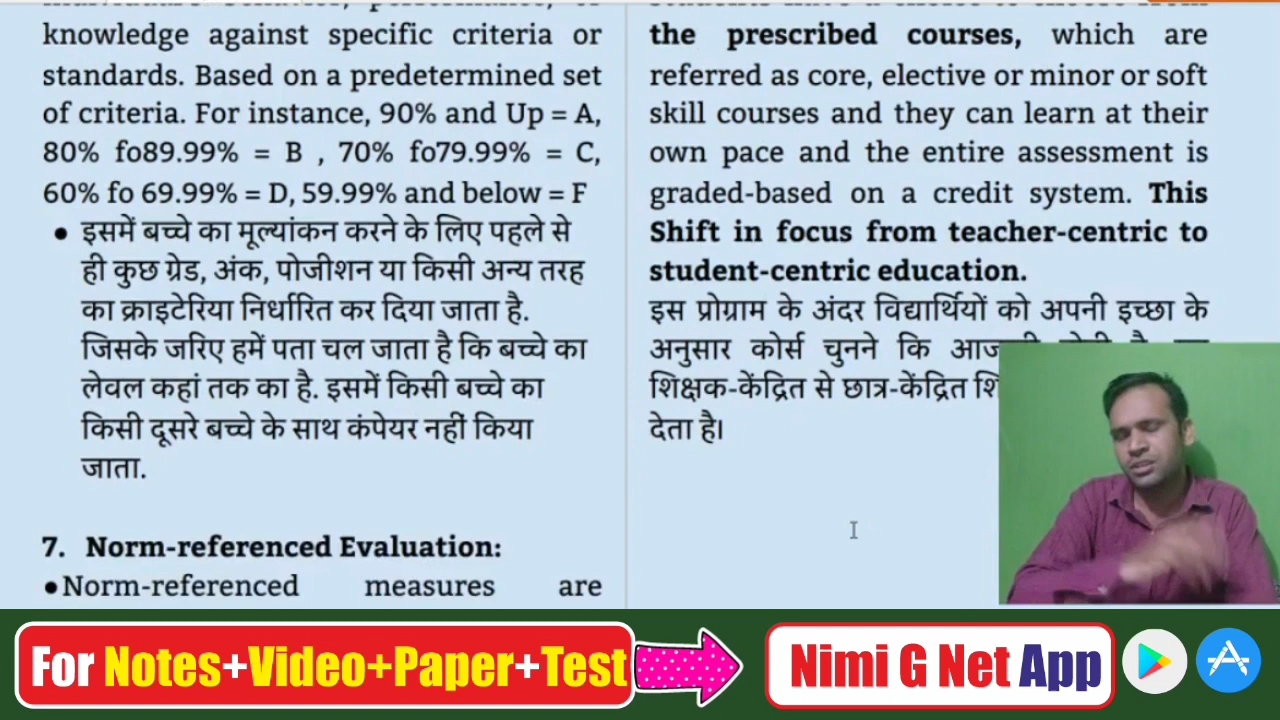 knowledge against specific criteria or
standards. Based on a predetermined set
of criteria. For instance, 90% and Up = A,
80% fo89.99% = B , 70% fo79.99% = C,
60% fo 69.99% = D, 59.99% and below = F
• इसमें बच्चे का मूल्यांकन करने के लिए पहले से
ही कुछ ग्रेड, अंक, पोजीशन या किसी अन्य तरह
का क्राइटेरिया निर्धारित कर दिया जाता है.
जिसके जरिए हमें पता चल जाता है कि बच्चे का
लेवल कहां तक का है. इसमें किसी बच्चे का
किसी दूसरे बच्चे के साथ कंपेयर नहीं किया
जाता.
7. Norm-referenced Evaluation:
• Norm-referenced measures are
the prescribed courses, which are
referred as core, elective or minor or soft
skill courses and they can learn at their
own pace and the entire assessment is
graded-based on a credit system. This
Shift in focus from teacher-centric to
student-centric education.
इस प्रोग्राम के अंदर विद्यार्थियों को अपनी इच्छा के
अनुसार कोर्स चुनने कि
शिक्षक-केंद्रित से छात्र-केंद्रित
देता है।
For Notes+Video+Paper+Test
Nimi G Net App